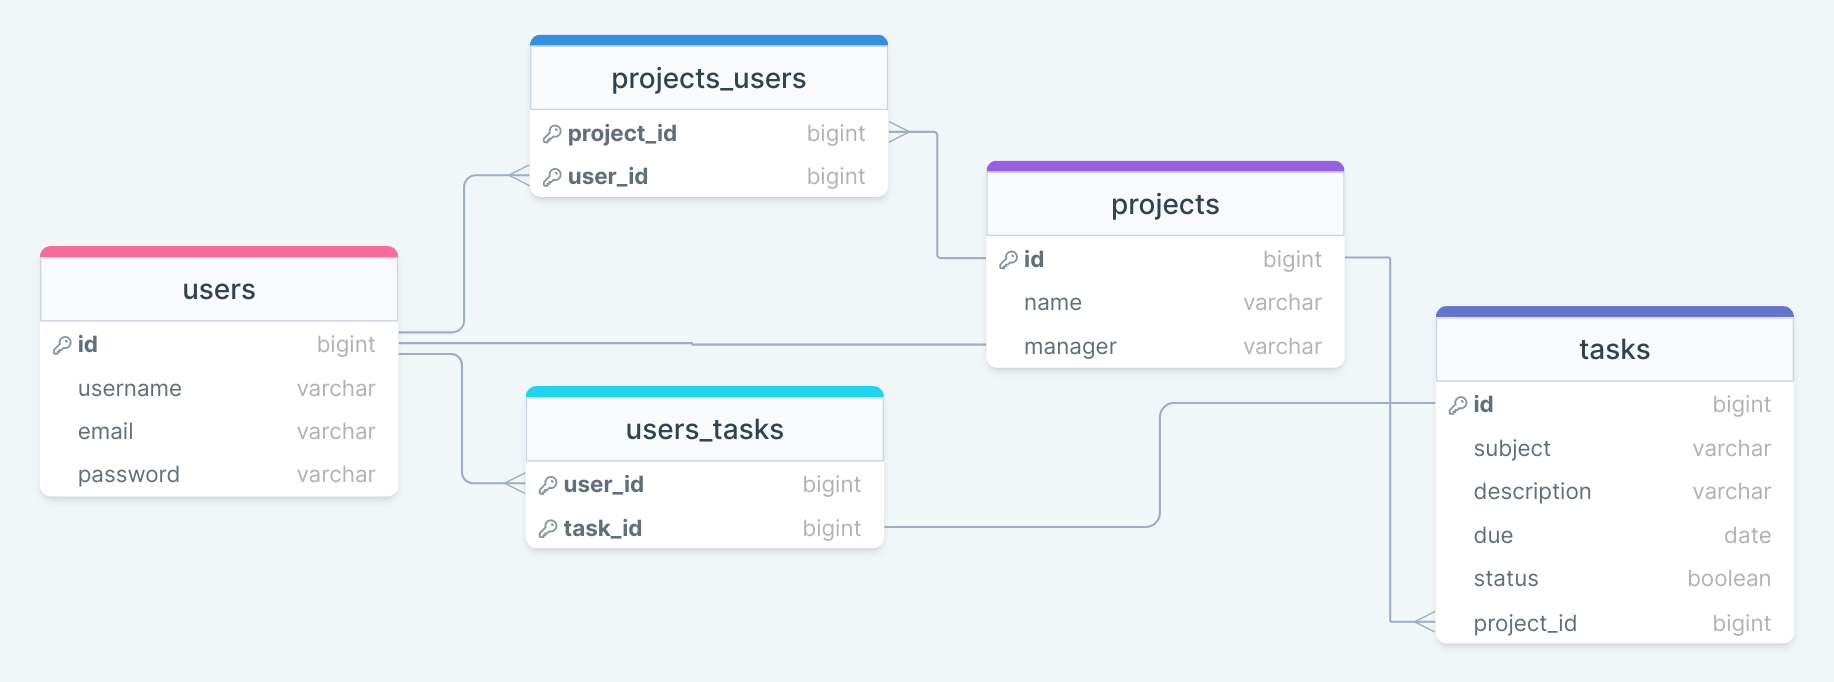 projects_users
project_id bigint
user_id bigint
projects
id bigint
name varchar
manager varchar
users
id bigint
username varchar
email varchar
password varchar
users_tasks
user_id bigint
task_id bigint
tasks
id bigint
subject varchar
description varchar
due date
status boolean
project_id bigint